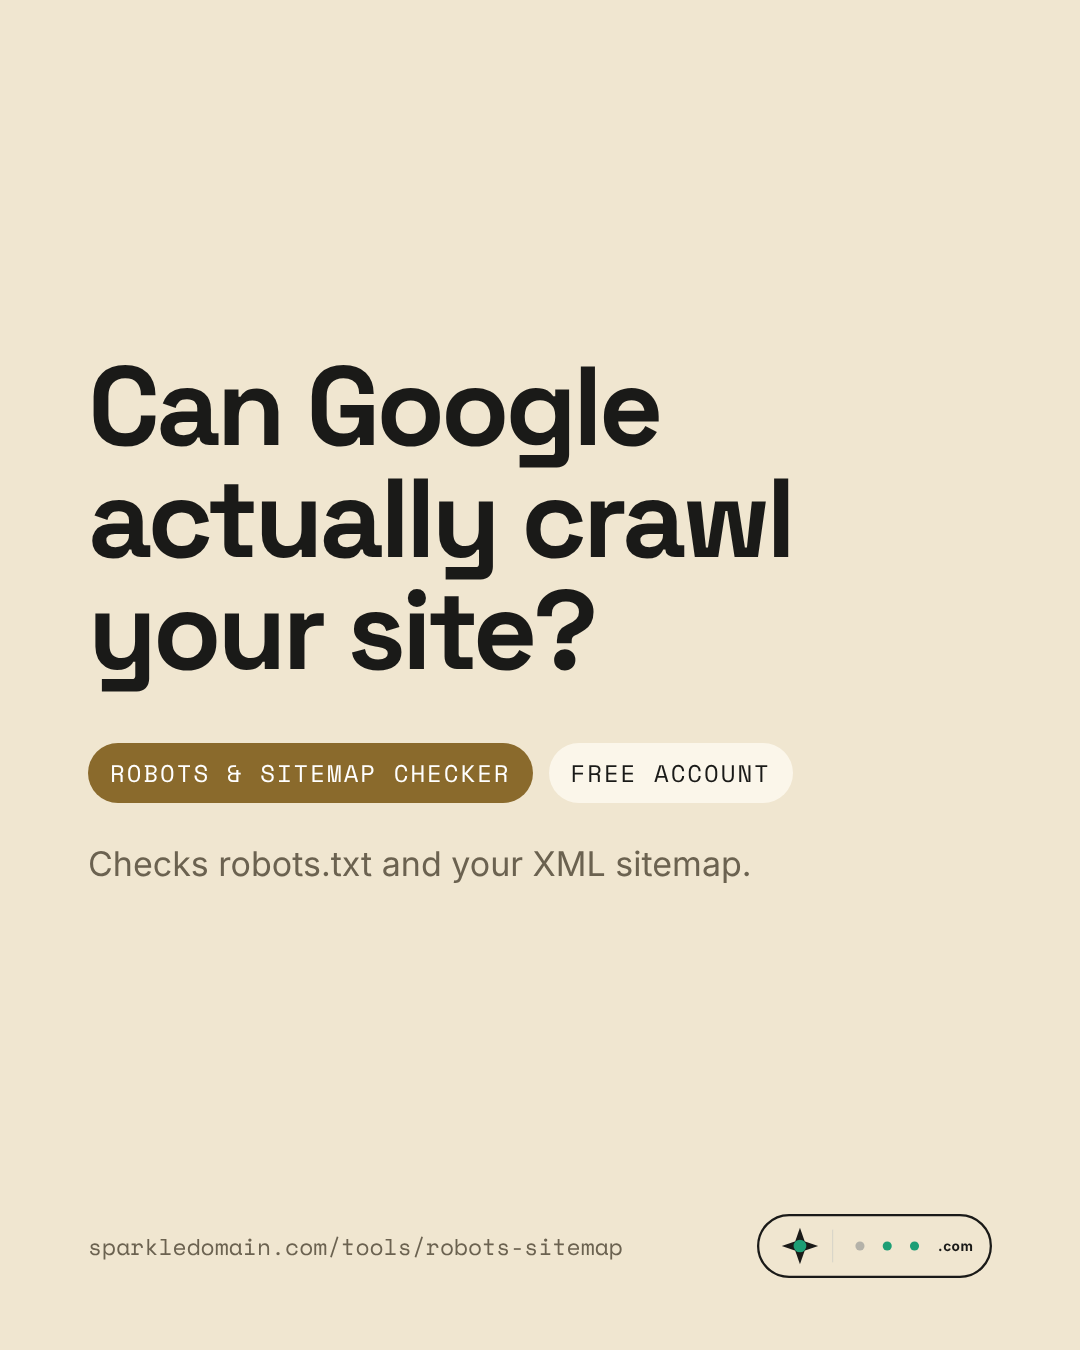 Can Google
actually crawl
your site?
ROBOTS & SITEMAP CHECKER
FREE ACCOUNT
Checks robots.txt and your XML sitemap.
sparkledomain.com/tools/robots-sitemap
.com